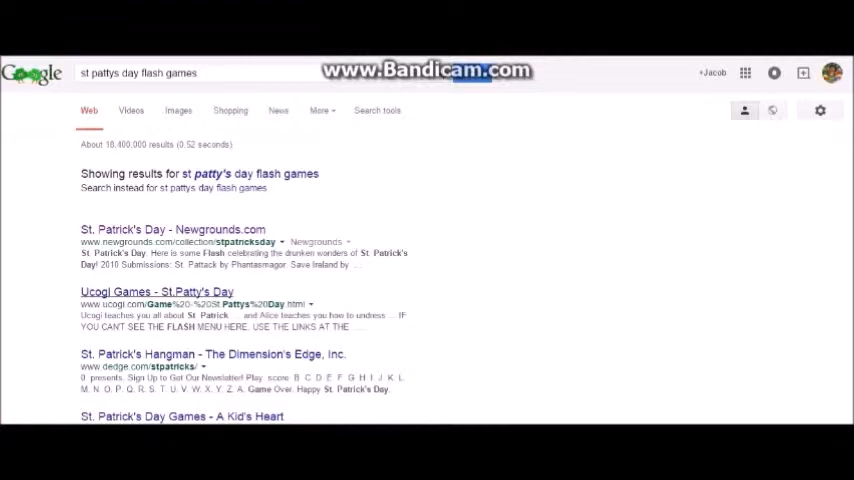 www.Bandicam.com
Google st pattys day flash games +Jacob
Web Videos Images Shopping News More Search tools
About 18,400,000 results (0.52 seconds)
Showing results for st patty's day flash games
Search instead for st pattys day flash games
St. Patrick's Day - Newgrounds.com
www.newgrounds.com/collection/stpatricksday Newgrounds
St. Patrick's Day. Here is some Flash celebrating the drunken wonders of St. Patrick's
Day! 2010 Submissions: St. Pattack by Phantasmagor. Save Ireland by ...
Ucogi Games - St.Patty's Day
www.ucogi.com/Game%20-%20St.Pattys%20Day.html
Ucogi teaches you all about St. Patrick ... and Alice teaches you how to undress ... IF
YOU CAN'T SEE THE FLASH MENU HERE, USE THE LINKS AT THE ...
St. Patrick's Hangman - The Dimension's Edge, Inc.
www.dedge.com/stpatricks/
0. presents. Sign Up to Get Our Newsletter! Play. score. B. C. D. E. F. G. H. I. J. K. L.
M. N. O. P. Q. R. S. T. U. V. W. X. Y. Z. A. Game Over. Happy St. Patrick's Day.
St. Patrick's Day Games - A Kid's Heart